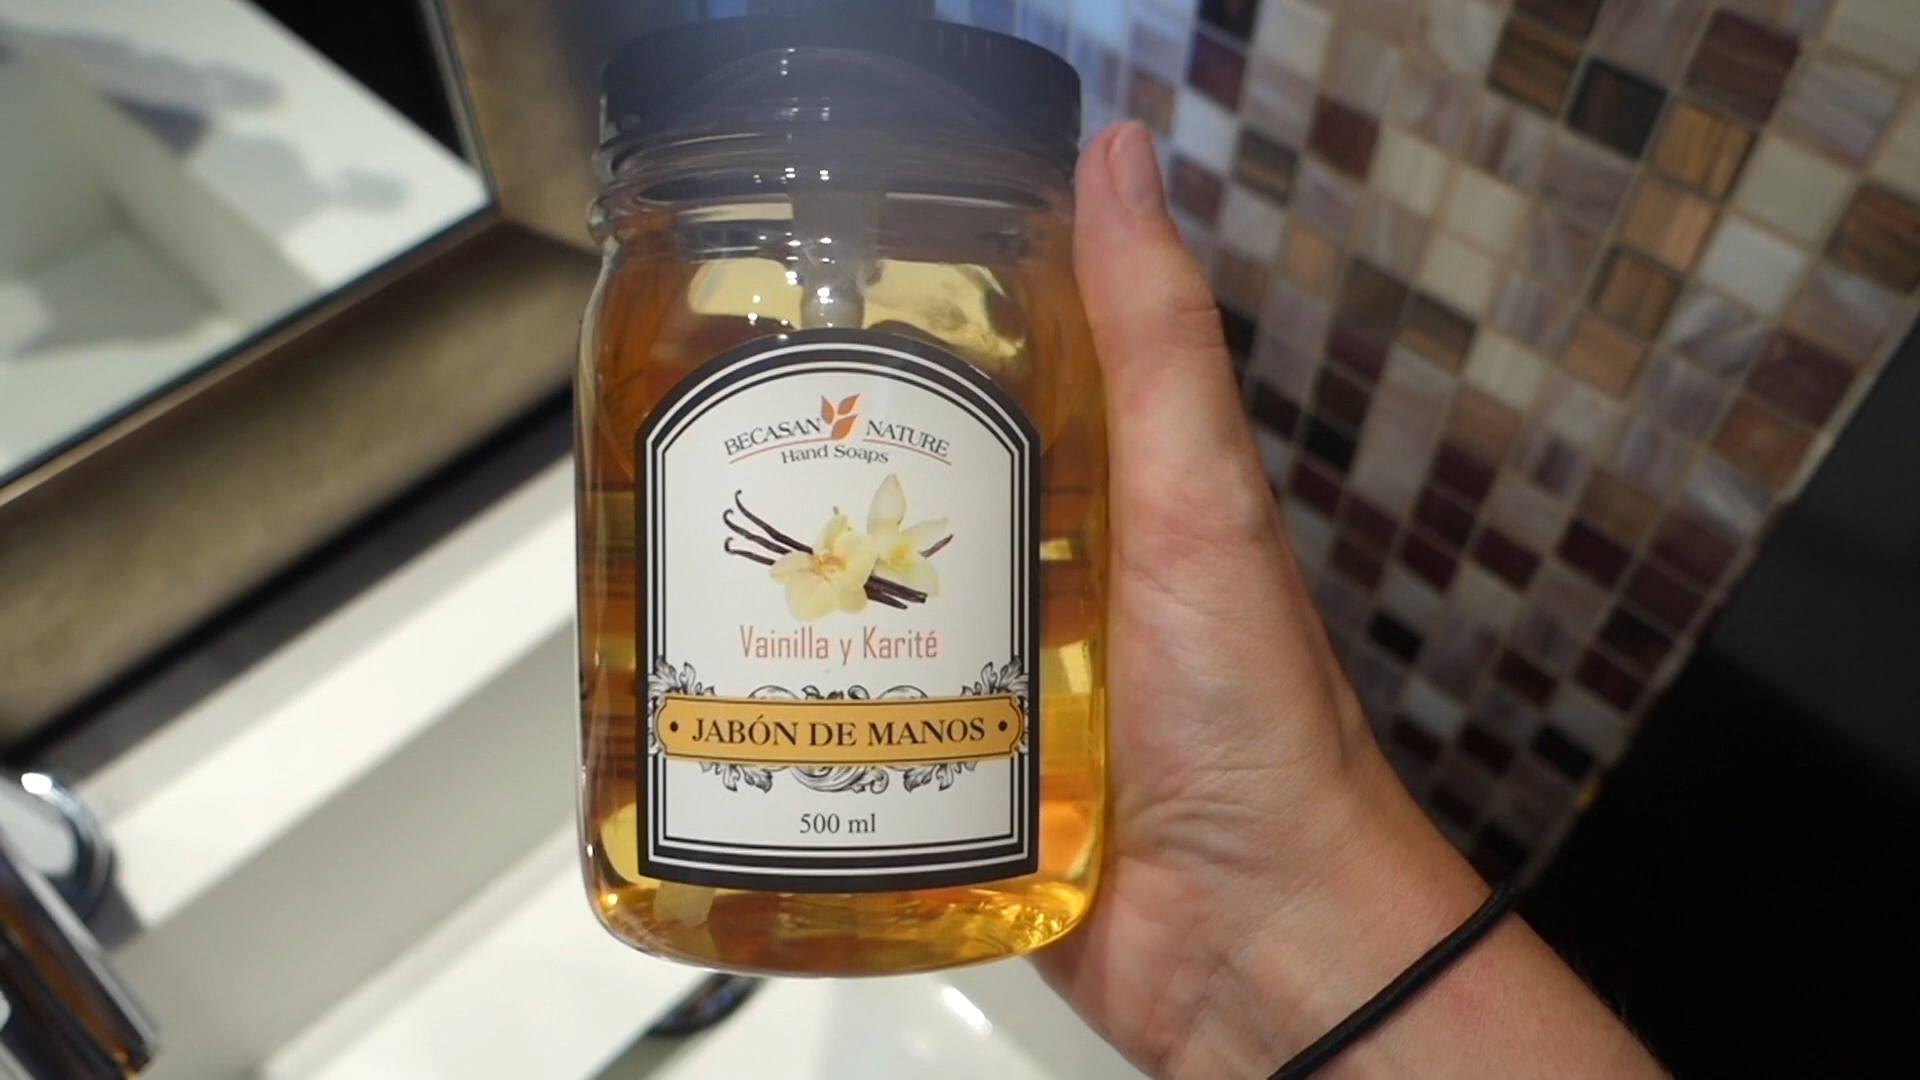 BECASAN NATURE
Hand Soaps
Vainilla y Karité
• JABÓN DE MANOS •
500 ml